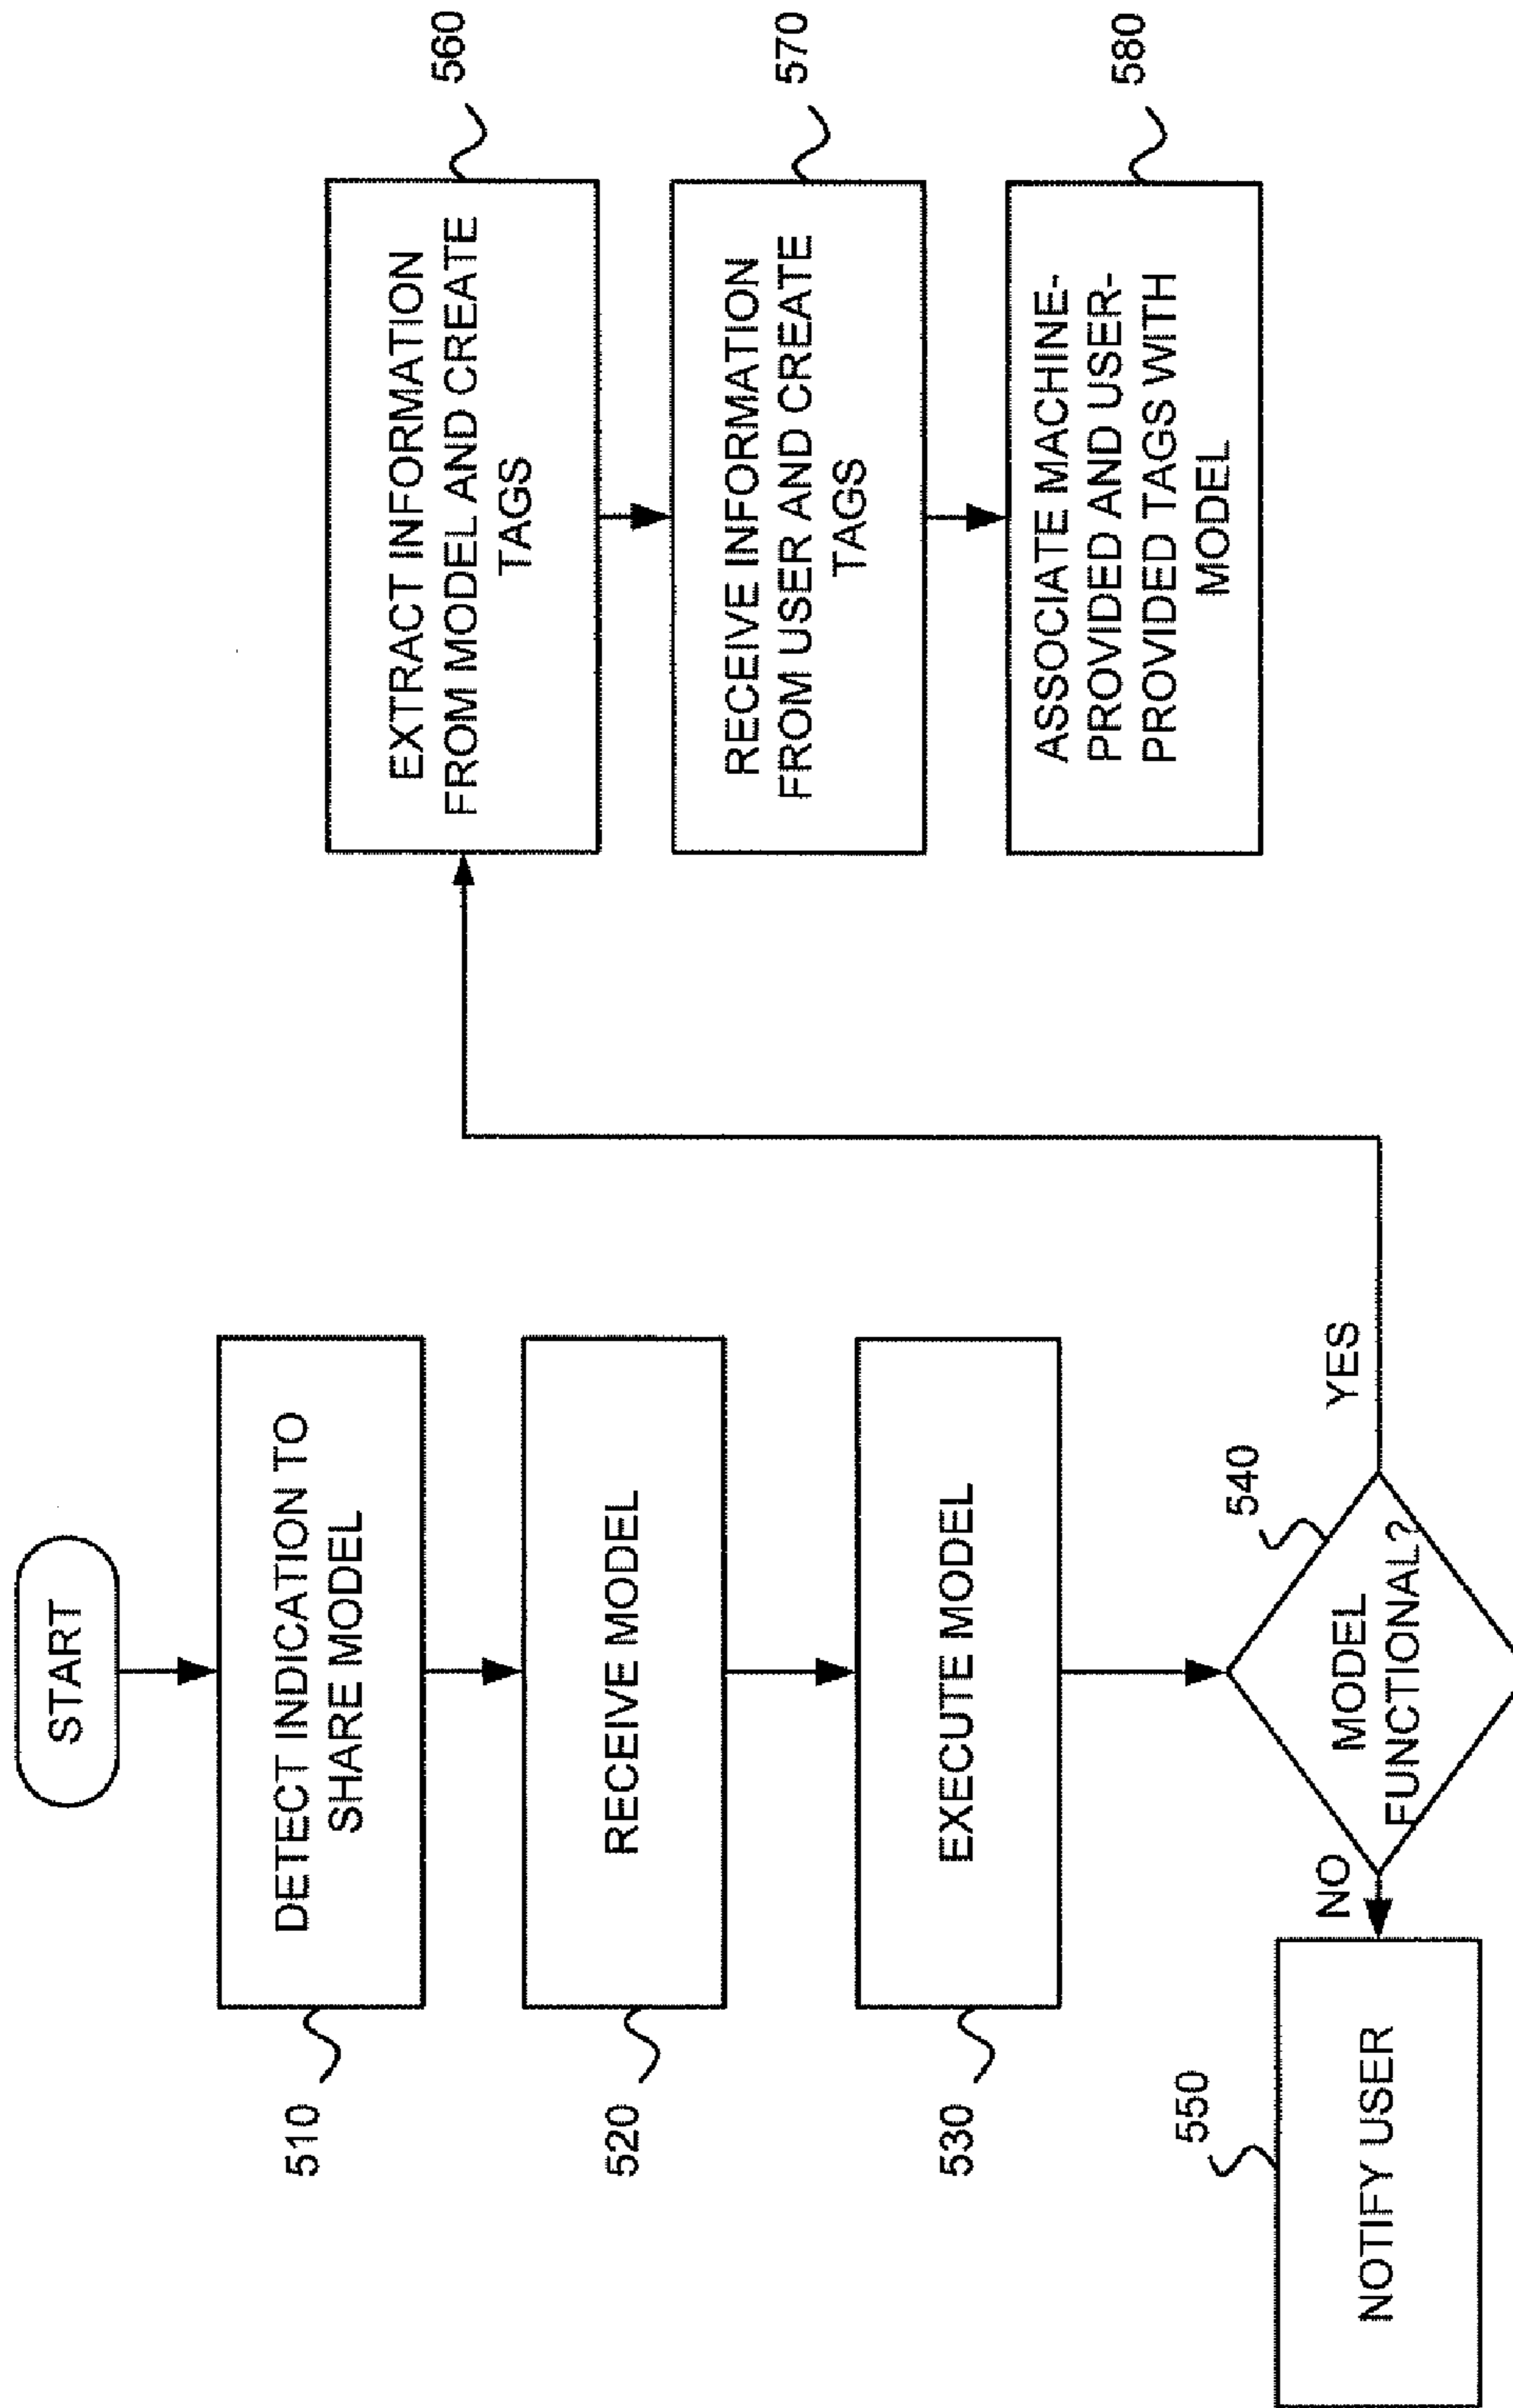 START
510
DETECT INDICATION TO
SHARE MODEL
520
RECEIVE MODEL
530
EXECUTE MODEL
540
MODEL
FUNCTIONAL?
NO
YES
550
NOTIFY USER
560
EXTRACT INFORMATION
FROM MODEL AND CREATE
TAGS
570
RECEIVE INFORMATION
FROM USER AND CREATE
TAGS
580
ASSOCIATE MACHINE-
PROVIDED AND USER-
PROVIDED TAGS WITH
MODEL